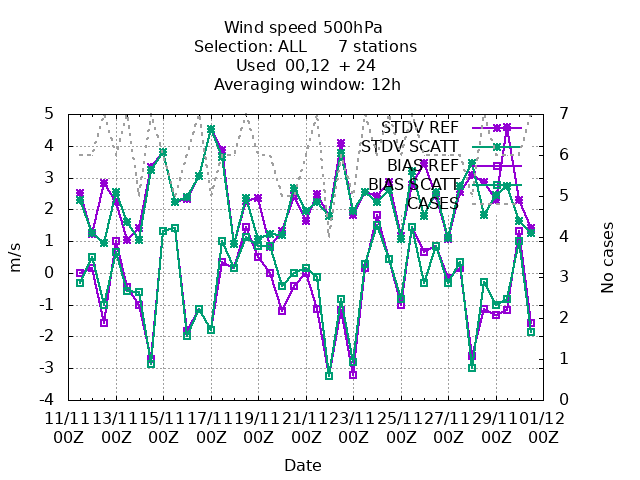 Wind speed 500hPa
Selection: ALL 7 stations
Used 00,12 + 24
Averaging window: 12h
STDV REF
STDV SCATT
BIAS REF
BIAS SCATT
CASES
5
4
3
2
1
0
-1
-2
-3
-4
7
6
5
4
3
2
1
0
m/s
No cases
11/11 13/11 15/11 17/11 19/11 21/11 23/11 25/11 27/11 29/11 01/12
00Z 00Z 00Z 00Z 00Z 00Z 00Z 00Z 00Z 00Z 00Z
Date